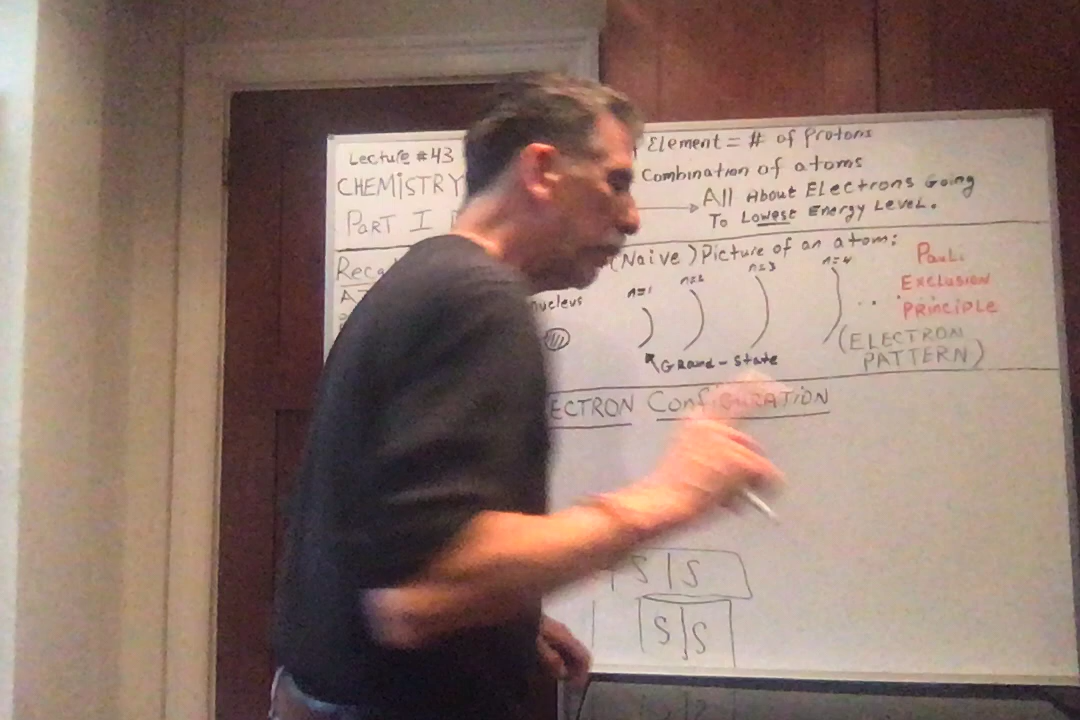 Lecture #43
Element = # of Protons
CHEMISTRY
Combination of atoms
All About Electrons Going
PART I
To Lowest Energy Level.
(Naive) Picture of an atom:
nucleus
n=1
n=2
n=3
n=4
Pauli
EXCLUSION
PRINCIPLE
Ground-State
(ELECTRON
PATTERN)
ECTRON Configuration
S S
S S